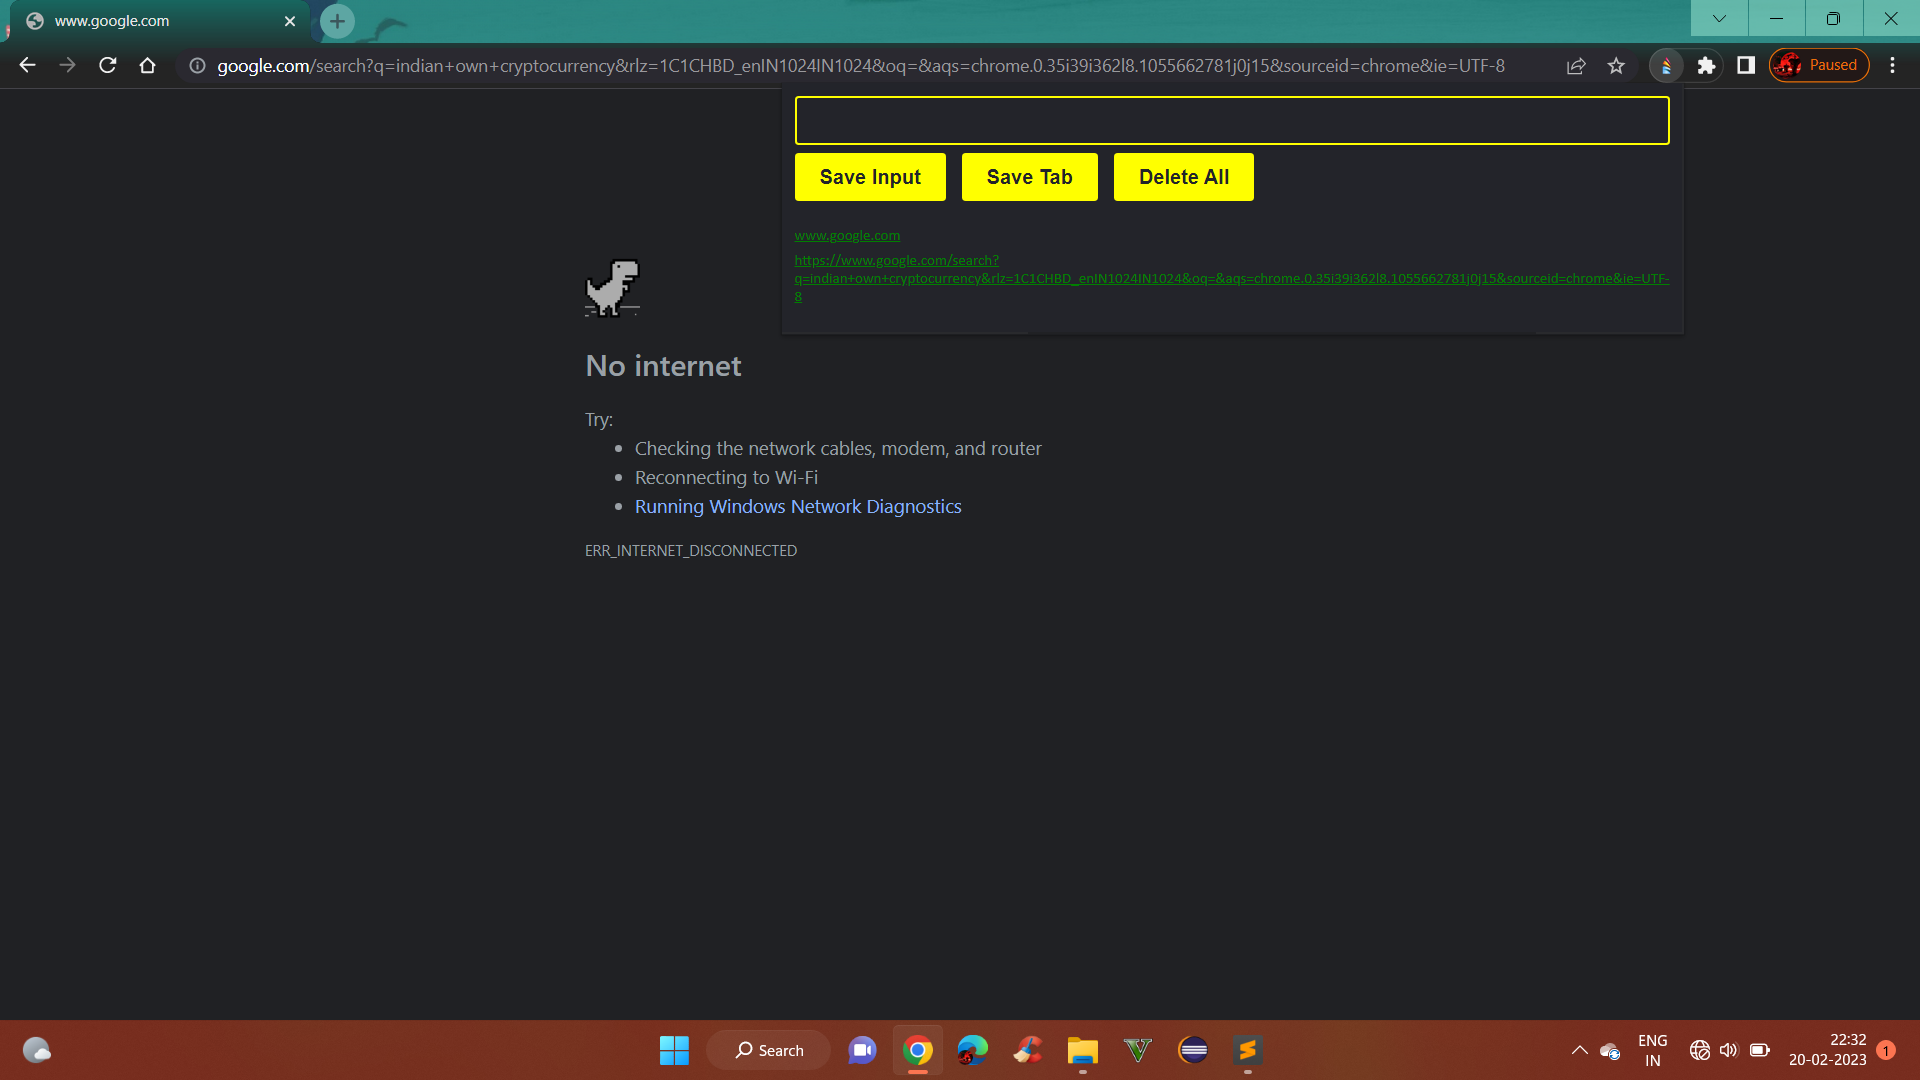 www.google.com
google.com/search?q=indian+own+cryptocurrency&rlz=1C1CHBD_enIN1024IN1024&oq=&aqs=chrome.0.35i39i362l8.1055662781j0j15&sourceid=chrome&ie=UTF-8
Paused
Save Input Save Tab Delete All
www.google.com
https://www.google.com/search?
q=indian+own+cryptocurrency&rlz=1C1CHBD_enIN1024IN1024&oq=&aqs=chrome.0.35i39i362l8.1055662781j0j15&sourceid=chrome&ie=UTF-
8
No internet
Try:
Checking the network cables, modem, and router
Reconnecting to Wi-Fi
Running Windows Network Diagnostics
ERR_INTERNET_DISCONNECTED
Search
ENG
IN
22:32
20-02-2023
1